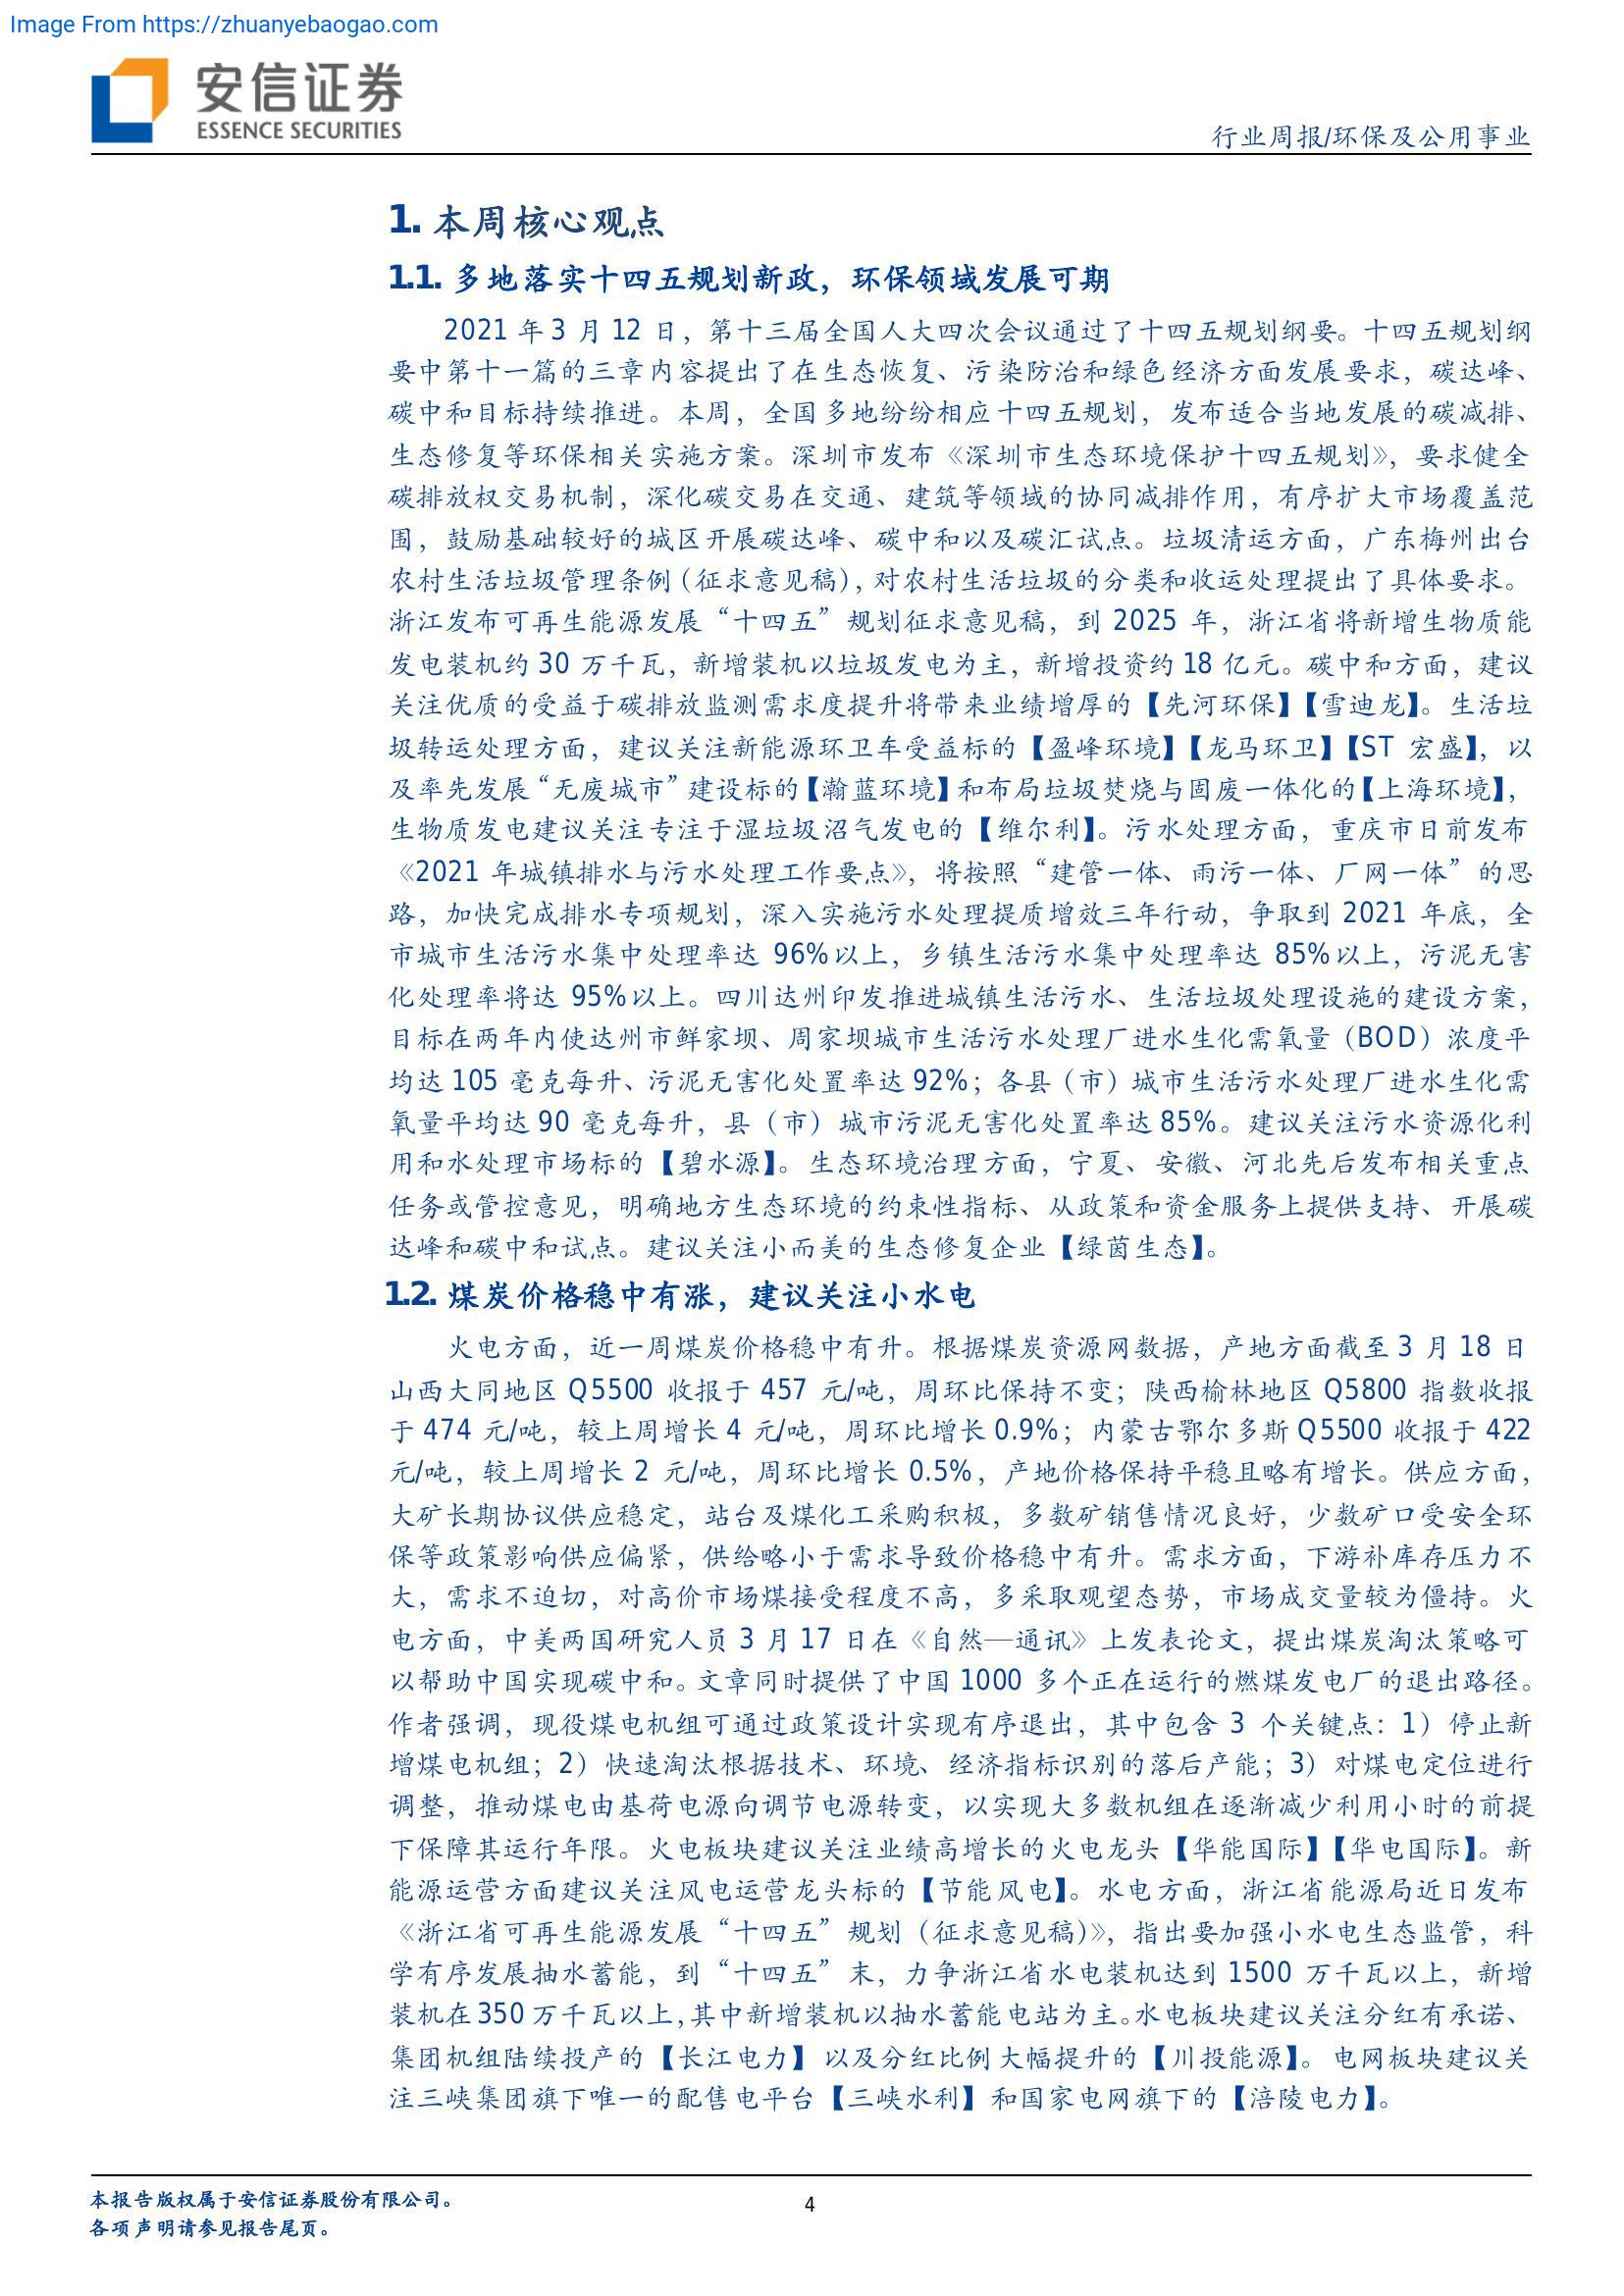 Image From https://zhuanyebaogao.com
安信证券
ESSENCE SECURITIES
行业周报/环保及公用事业
1. 本周核心观点
1.1. 多地落实十四五规划新政，环保领域发展可期
2021 年 3 月 12 日，第十三届全国人大四次会议通过了十四五规划纲要。十四五规划纲
要中第十一篇的三章内容提出了在生态恢复、污染防治和绿色经济方面发展要求，碳达峰、
碳中和目标持续推进。本周，全国多地纷纷相应十四五规划，发布适合当地发展的碳减排、
生态修复等环保相关实施方案。深圳市发布《深圳市生态环境保护十四五规划》，要求健全
碳排放权交易机制，深化碳交易在交通、建筑等领域的协同减排作用，有序扩大市场覆盖范
围，鼓励基础较好的城区开展碳达峰、碳中和以及碳汇试点。垃圾清运方面，广东梅州出台
农村生活垃圾管理条例（征求意见稿），对农村生活垃圾的分类和收运处理提出了具体要求。
浙江发布可再生能源发展“十四五”规划征求意见稿，到 2025 年，浙江省将新增生物质能
发电装机约 30 万千瓦，新增装机以垃圾发电为主，新增投资约 18 亿元。碳中和方面，建议
关注优质的受益于碳排放监测需求度提升将带来业绩增厚的【先河环保】【雪迪龙】。生活垃
圾转运处理方面，建议关注新能源环卫车受益标的【盈峰环境】【龙马环卫】【ST 宏盛】，以
及率先发展“无废城市”建设标的【瀚蓝环境】和布局垃圾焚烧与固废一体化的【上海环境】，
生物质发电建议关注专注于湿垃圾沼气发电的【维尔利】。污水处理方面，重庆市日前发布
《2021 年城镇排水与污水处理工作要点》，将按照“建管一体、雨污一体、厂网一体”的思
路，加快完成排水专项规划，深入实施污水处理提质增效三年行动，争取到 2021 年底，全
市城市生活污水集中处理率达 96%以上，乡镇生活污水集中处理率达 85%以上，污泥无害
化处理率将达 95%以上。四川达州印发推进城镇生活污水、生活垃圾处理设施的建设方案，
目标在两年内使达州市鲜家坝、周家坝城市生活污水处理厂进水生化需氧量（BOD）浓度平
均达 105 毫克每升、污泥无害化处置率达 92%；各县（市）城市生活污水处理厂进水生化需
氧量平均达 90 毫克每升，县（市）城市污泥无害化处置率达 85%。建议关注污水资源化利
用和水处理市场标的【碧水源】。生态环境治理方面，宁夏、安徽、河北先后发布相关重点
任务或管控意见，明确地方生态环境的约束性指标、从政策和资金服务上提供支持、开展碳
达峰和碳中和试点。建议关注小而美的生态修复企业【绿茵生态】。
1.2. 煤炭价格稳中有涨，建议关注小水电
火电方面，近一周煤炭价格稳中有升。根据煤炭资源网数据，产地方面截至 3 月 18 日
山西大同地区 Q5500 收报于 457 元/吨，周环比保持不变；陕西榆林地区 Q5800 指数收报
于 474 元/吨，较上周增长 4 元/吨，周环比增长 0.9%；内蒙古鄂尔多斯 Q5500 收报于 422
元/吨，较上周增长 2 元/吨，周环比增长 0.5%，产地价格保持平稳且略有增长。供应方面，
大矿长期协议供应稳定，站台及煤化工采购积极，多数矿销售情况良好，少数矿口受安全环
保等政策影响供应偏紧，供给略小于需求导致价格稳中有升。需求方面，下游补库存压力不
大，需求不迫切，对高价市场煤接受程度不高，多采取观望态势，市场成交量较为僵持。火
电方面，中美两国研究人员 3 月 17 日在《自然—通讯》上发表论文，提出煤炭淘汰策略可
以帮助中国实现碳中和。文章同时提供了中国 1000 多个正在运行的燃煤发电厂的退出路径。
作者强调，现役煤电机组可通过政策设计实现有序退出，其中包含 3 个关键点：1）停止新
增煤电机组；2）快速淘汰根据技术、环境、经济指标识别的落后产能；3）对煤电定位进行
调整，推动煤电由基荷电源向调节电源转变，以实现大多数机组在逐渐减少利用小时的前提
下保障其运行年限。火电板块建议关注业绩高增长的火电龙头【华能国际】【华电国际】。新
能源运营方面建议关注风电运营龙头标的【节能风电】。水电方面，浙江省能源局近日发布
《浙江省可再生能源发展“十四五”规划（征求意见稿）》，指出要加强小水电生态监管，科
学有序发展抽水蓄能，到“十四五”末，力争浙江省水电装机达到 1500 万千瓦以上，新增
装机在 350 万千瓦以上，其中新增装机以抽水蓄能电站为主。水电板块建议关注分红有承诺、
集团机组陆续投产的【长江电力】以及分红比例大幅提升的【川投能源】。电网板块建议关
注三峡集团旗下唯一的配售电平台【三峡水利】和国家电网旗下的【涪陵电力】。
本报告版权属于安信证券股份有限公司。
4
各项声明请参见报告尾页。